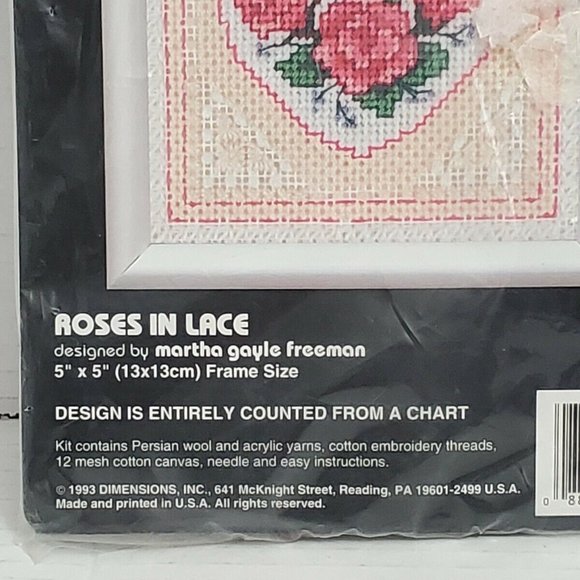 ROSES IN LACE
designed by martha gayle freeman
5" x 5" (13x13cm) Frame Size
DESIGN IS ENTIRELY COUNTED FROM A CHART
Kit contains Persian wool and acrylic yarns, cotton embroidery threads,
12 mesh cotton canvas, needle and easy instructions.
© 1993 DIMENSIONS, INC., 641 McKnight Street, Reading, PA 19601-2499 U.S.A.
Made and printed in U.S.A. All rights reserved.
0 88